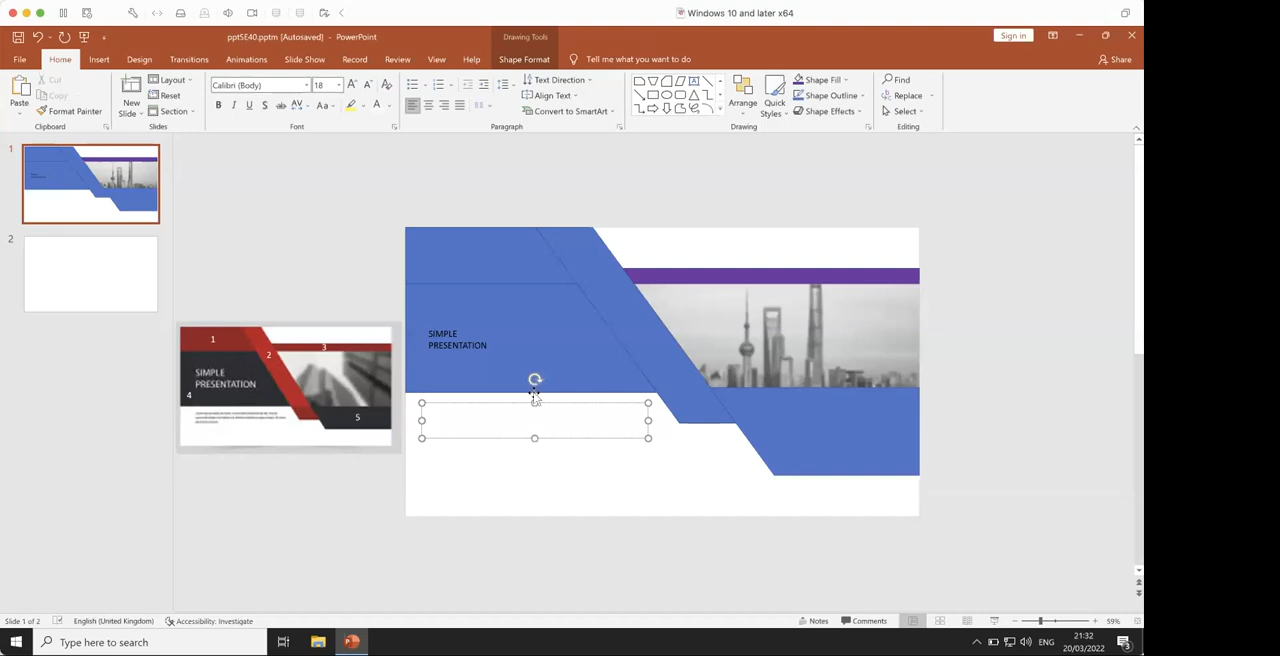 Windows 10 and later x64
pptSE40.pptm [Autosaved] - PowerPoint
Drawing Tools
Sign in
File Home Insert Design Transitions Animations Slide Show Record Review View Help Shape Format Tell me what you want to do Share
Paste
Cut
Copy
Format Painter
Clipboard
New
Slide
Layout
Reset
Section
Slides
Calibri (Body) 18
Font
Text Direction
Align Text
Convert to SmartArt
Paragraph
Arrange
Quick
Styles
Shape Fill
Shape Outline
Shape Effects
Drawing
Find
Replace
Select
Editing
1
2
1
2
3
SIMPLE
PRESENTATION
4
5
SIMPLE
PRESENTATION
Slide 1 of 2 English (United Kingdom) Accessibility: Investigate Notes Comments 59%
Type here to search
ENG
21:32
20/03/2022
3